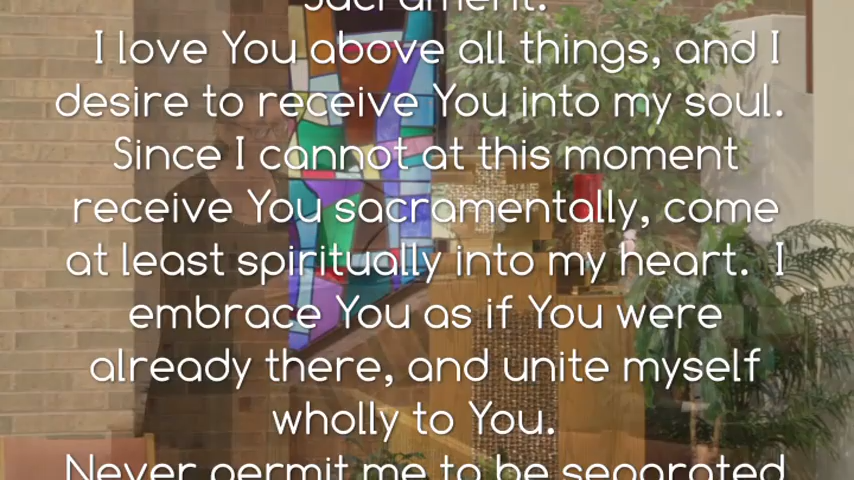 Sacrament.
I love You above all things, and I
desire to receive You into my soul.
Since I cannot at this moment
receive You sacramentally, come
at least spiritually into my heart. I
embrace You as if You were
already there, and unite myself
wholly to You.
Never permit me to be separated